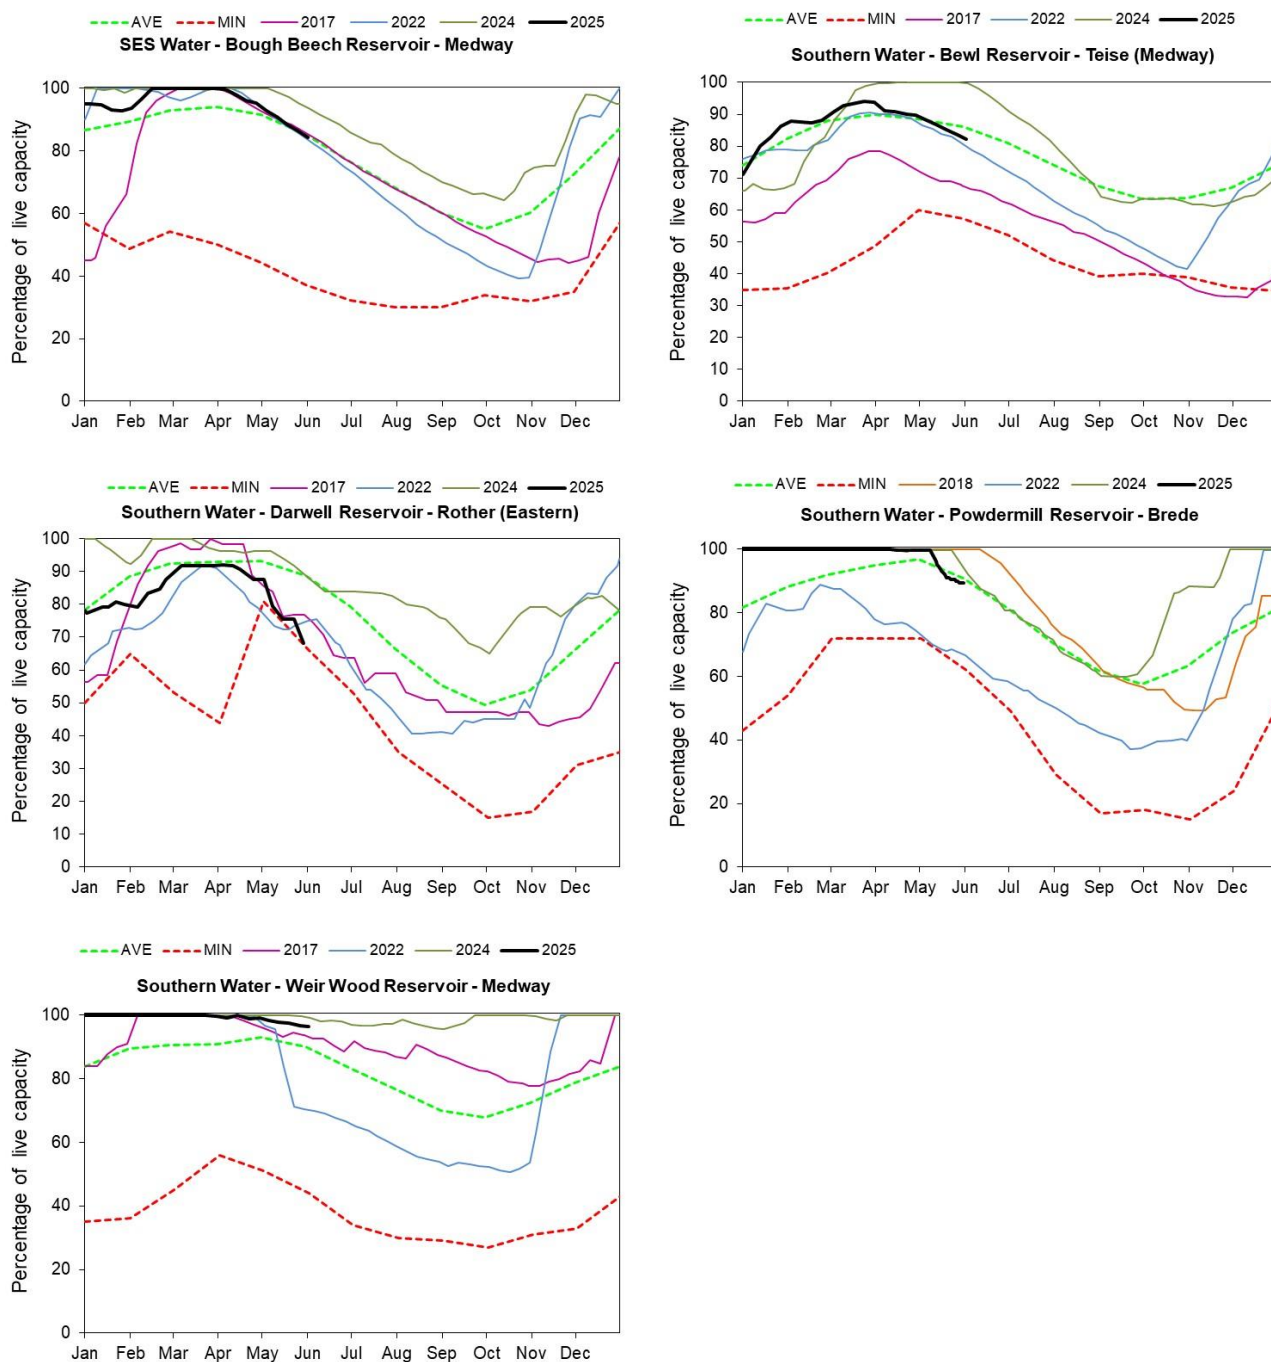 AVE MIN 2017 2022 2024 2025
SES Water - Bough Beech Reservoir - Medway
Percentage of live capacity
100
80
60
40
20
0
Jan Feb Mar Apr May Jun Jul Aug Sep Oct Nov Dec
AVE MIN 2017 2022 2024 2025
Southern Water - Bewl Reservoir - Teise (Medway)
Percentage of live capacity
100
90
80
70
60
50
40
30
20
10
0
Jan Feb Mar Apr May Jun Jul Aug Sep Oct Nov Dec
AVE MIN 2017 2022 2024 2025
Southern Water - Darwell Reservoir - Rother (Eastern)
Percentage of live capacity
100
90
80
70
60
50
40
30
20
10
0
Jan Feb Mar Apr May Jun Jul Aug Sep Oct Nov Dec
AVE MIN 2018 2022 2024 2025
Southern Water - Powdermill Reservoir - Brede
Percentage of live capacity
100
80
60
40
20
0
Jan Feb Mar Apr May Jun Jul Aug Sep Oct Nov Dec
AVE MIN 2017 2022 2024 2025
Southern Water - Weir Wood Reservoir - Medway
Percentage of live capacity
100
80
60
40
20
0
Jan Feb Mar Apr May Jun Jul Aug Sep Oct Nov Dec